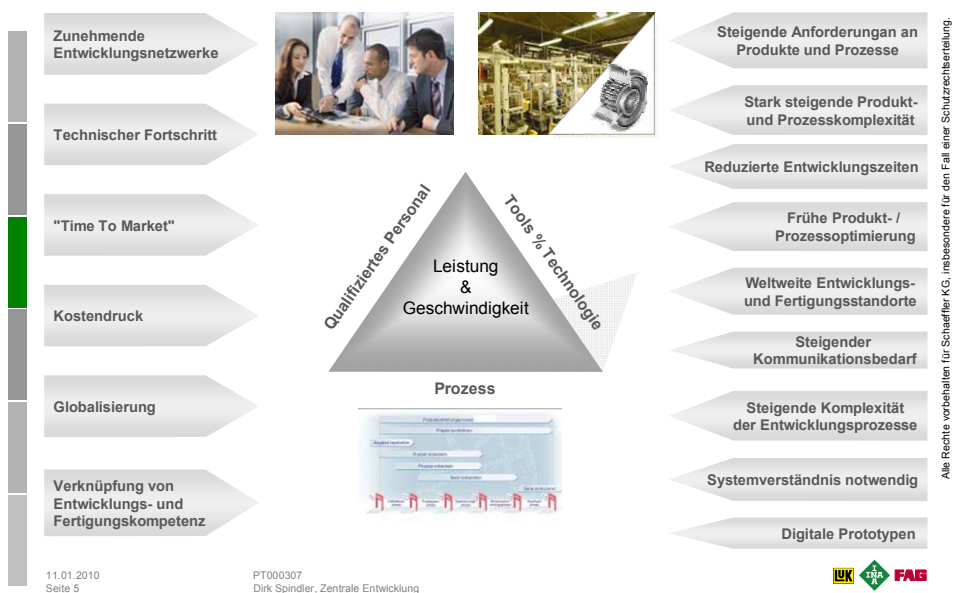 Zunehmende
Entwicklungsnetzwerke
Technischer Fortschritt
"Time To Market"
Kostendruck
Globalisierung
Verknüpfung von
Entwicklungs- und
Fertigungskompetenz
Qualifiziertes Personal
Tools % Technologie
Leistung
&
Geschwindigkeit
Prozess
Steigende Anforderungan an
Produkte und Prozesse
Stark steigende Produkt-
und Prozesskomplexität
Reduzierte Entwicklungszeiten
Frühe Produkt- /
Prozessoptimierung
Weltweite Entwicklungs-
und Fertigungsstandorte
Steigender
Kommunikationsbedarf
Steigende Komplexität
der Entwicklungsprozesse
Systemverständnis notwendig
Digitale Prototypen
Alle Rechte vorbehalten für Schaeffler KG, insbesondere für den Fall einer Schutzrechtserteilung.
11.01.2010
Seite 5
PT000307
Dirk Spindler, Zentrale Entwicklung
LUK
INA
FAG